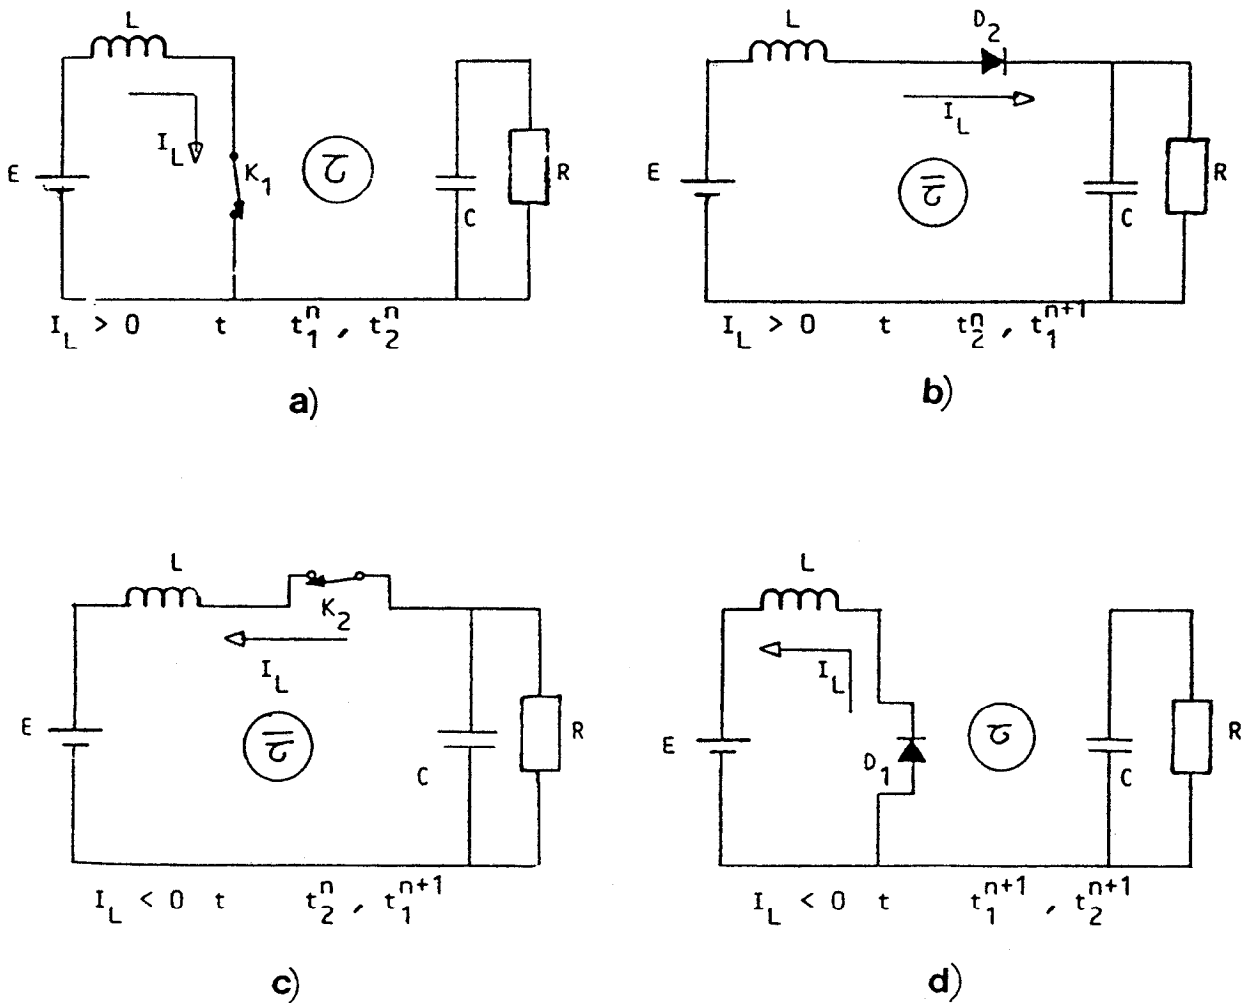 L
I_L
E
K_1
τ
C
R
I_L > 0 t t_1^n , t_2^n
a)
L
D_2
I_L
E
τ̄
C
R
I_L > 0 t t_2^n , t_1^{n+1}
b)
L
K_2
I_L
E
τ̄
C
R
I_L < 0 t t_2^n , t_1^{n+1}
c)
L
I_L
E
D_1
τ
C
R
I_L < 0 t t_1^{n+1} , t_2^{n+1}
d)